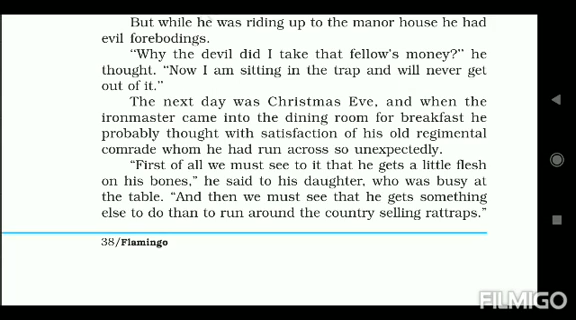 But while he was riding up to the manor house he had
evil forebodings.
“Why the devil did I take that fellow’s money?” he
thought. “Now I am sitting in the trap and will never get
out of it.”
The next day was Christmas Eve, and when the
ironmaster came into the dining room for breakfast he
probably thought with satisfaction of his old regimental
comrade whom he had run across so unexpectedly.
“First of all we must see to it that he gets a little flesh
on his bones,” he said to his daughter, who was busy at
the table. “And then we must see that he gets something
else to do than to run around the country selling rattraps.”
38/Flamingo
FILMIGO